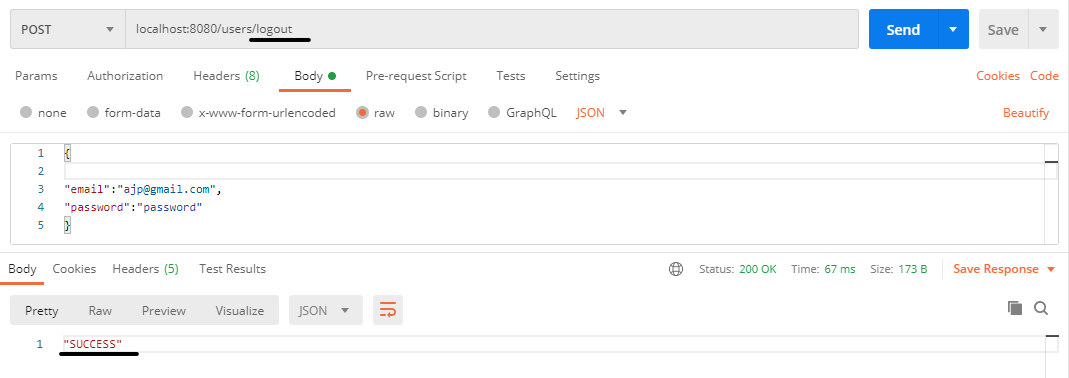 POST localhost:8080/users/logout Send Save
Params Authorization Headers (8) Body Pre-request Script Tests Settings Cookies Code
none form-data x-www-form-urlencoded raw binary GraphQL JSON Beautify
1 {
2
3 "email":"ajp@gmail.com",
4 "password":"password"
5 }
Body Cookies Headers (5) Test Results Status: 200 OK Time: 67 ms Size: 173 B Save Response
Pretty Raw Preview Visualize JSON
1 "SUCCESS"